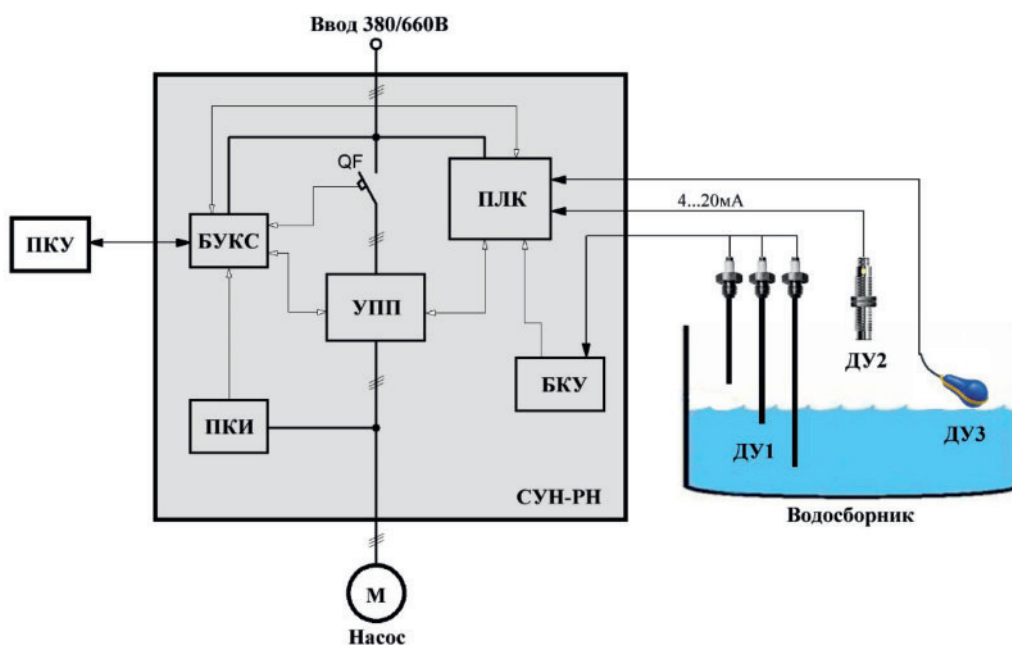 Ввод 380/660В
QF
ПЛК
4...20мА
ПКУ
БУКС
УПП
БКУ
ДУ2
ПКИ
ДУ1
ДУ3
СУН-РН
Водосборник
М
Насос